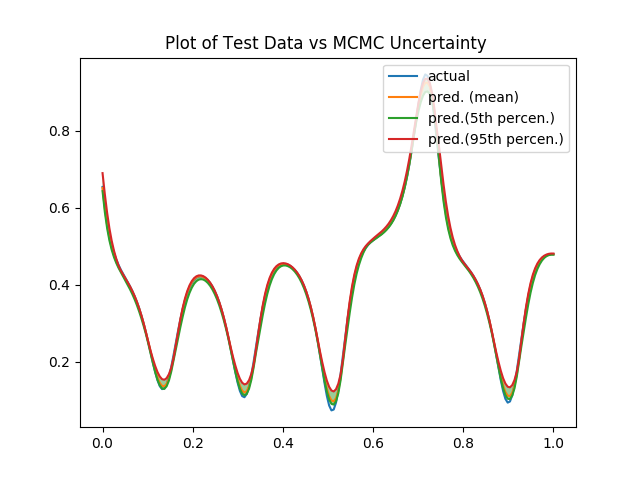 Plot of Test Data vs MCMC Uncertainty
actual
pred. (mean)
pred.(5th percen.)
pred.(95th percen.)
0.8
0.6
0.4
0.2
0.0 0.2 0.4 0.6 0.8 1.0